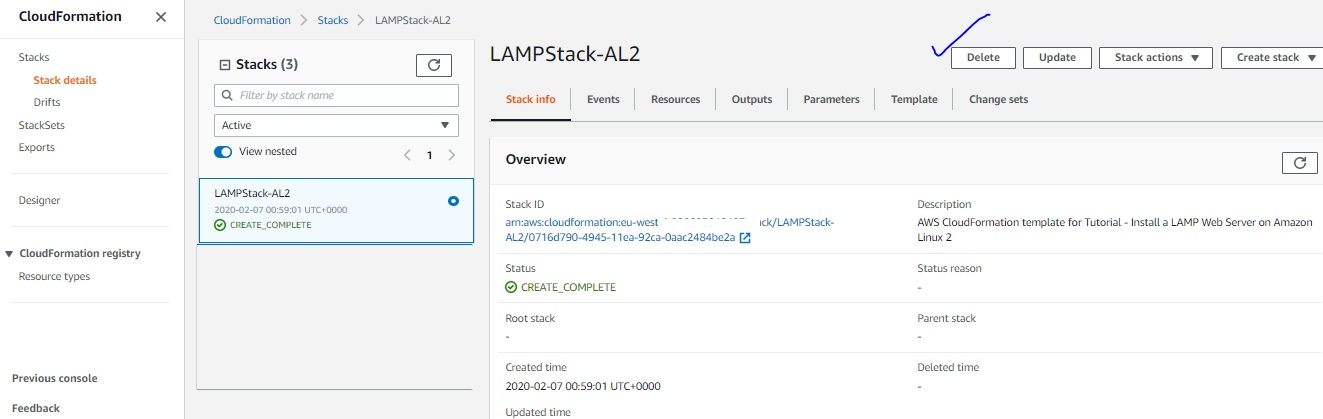 CloudFormation
Stacks
Stack details
Drifts
StackSets
Exports
Designer
CloudFormation registry
Resource types
Previous console
Feedback
CloudFormation > Stacks > LAMPStack-AL2
Stacks (3)
Filter by stack name
Active
View nested
1
LAMPStack-AL2
2020-02-07 00:59:01 UTC+0000
CREATE_COMPLETE
LAMPStack-AL2
Delete
Update
Stack actions
Create stack
Stack info
Events
Resources
Outputs
Parameters
Template
Change sets
Overview
Stack ID
arn:aws:cloudformation:eu-west ck/LAMPStack-
AL2/0716d790-4945-11ea-92ca-0aac2484be2a
Description
AWS CloudFormation template for Tutorial - Install a LAMP Web Server on Amazon
Linux 2
Status
CREATE_COMPLETE
Status reason
-
Root stack
-
Parent stack
-
Created time
2020-02-07 00:59:01 UTC+0000
Deleted time
-
Updated time